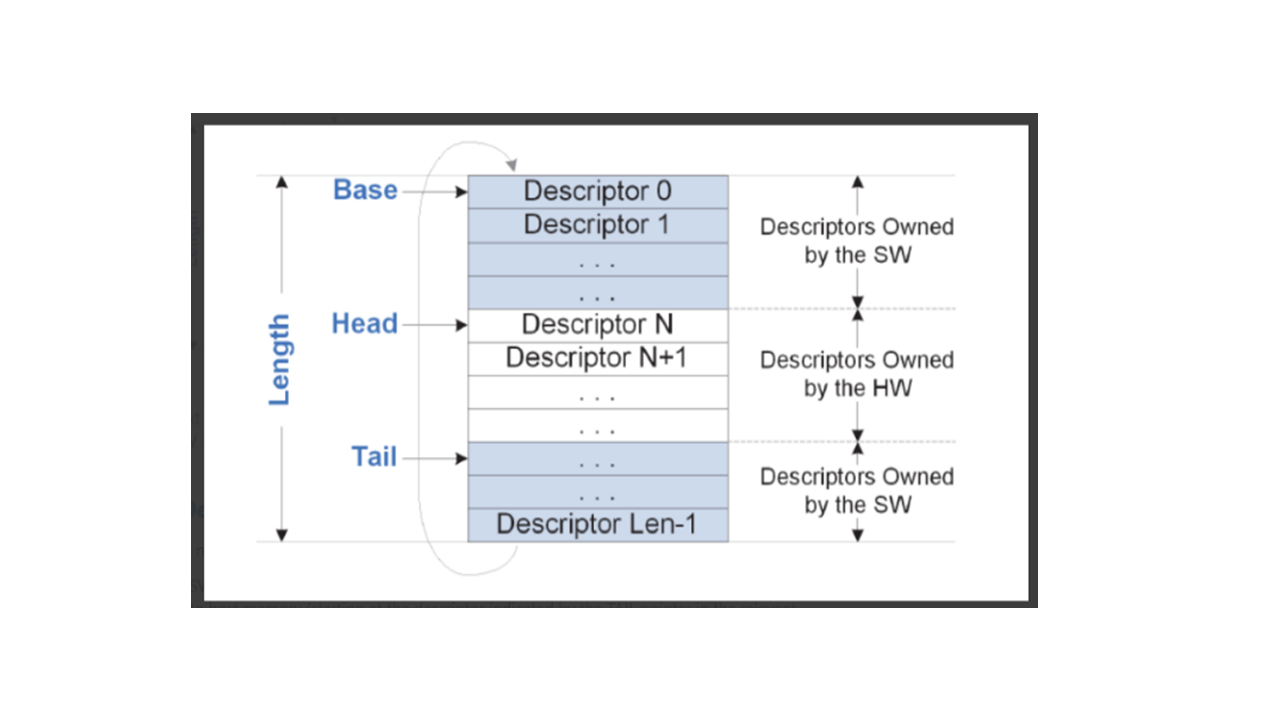 Base
Descriptor 0
Descriptor 1
Descriptors Owned
by the SW
. . .
. . .
Length
Head
Descriptor N
Descriptor N+1
Descriptors Owned
by the HW
. . .
. . .
Tail
. . .
. . .
Descriptor Len-1
Descriptors Owned
by the SW